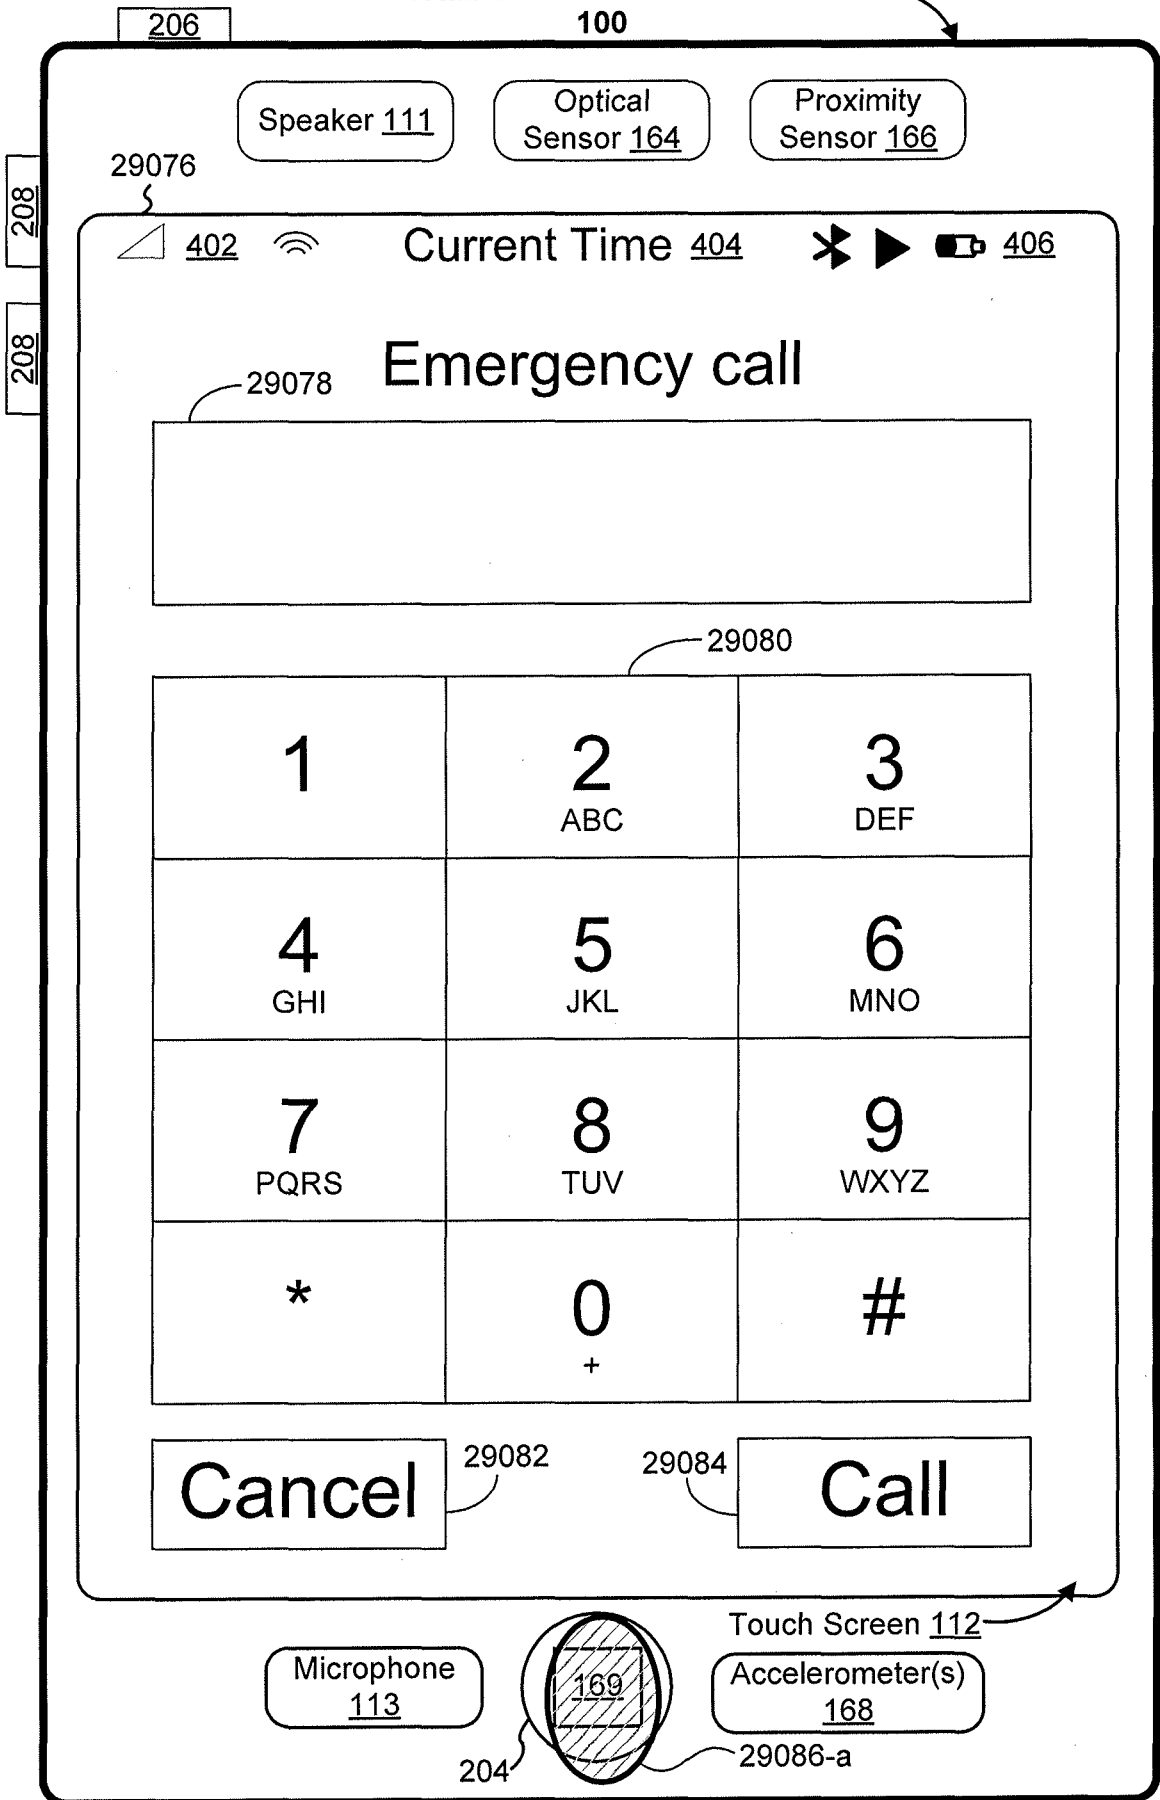 206
100
Speaker 111
Optical
Sensor 164
Proximity
Sensor 166
29076
208
402
Current Time 404
406
208
Emergency call
29078
29080
1
2
ABC
3
DEF
4
GHI
5
JKL
6
MNO
7
PQRS
8
TUV
9
WXYZ
*
0
+
#
Cancel
29082
29084
Call
Touch Screen 112
Microphone
113
169
Accelerometer(s)
168
204
29086-a